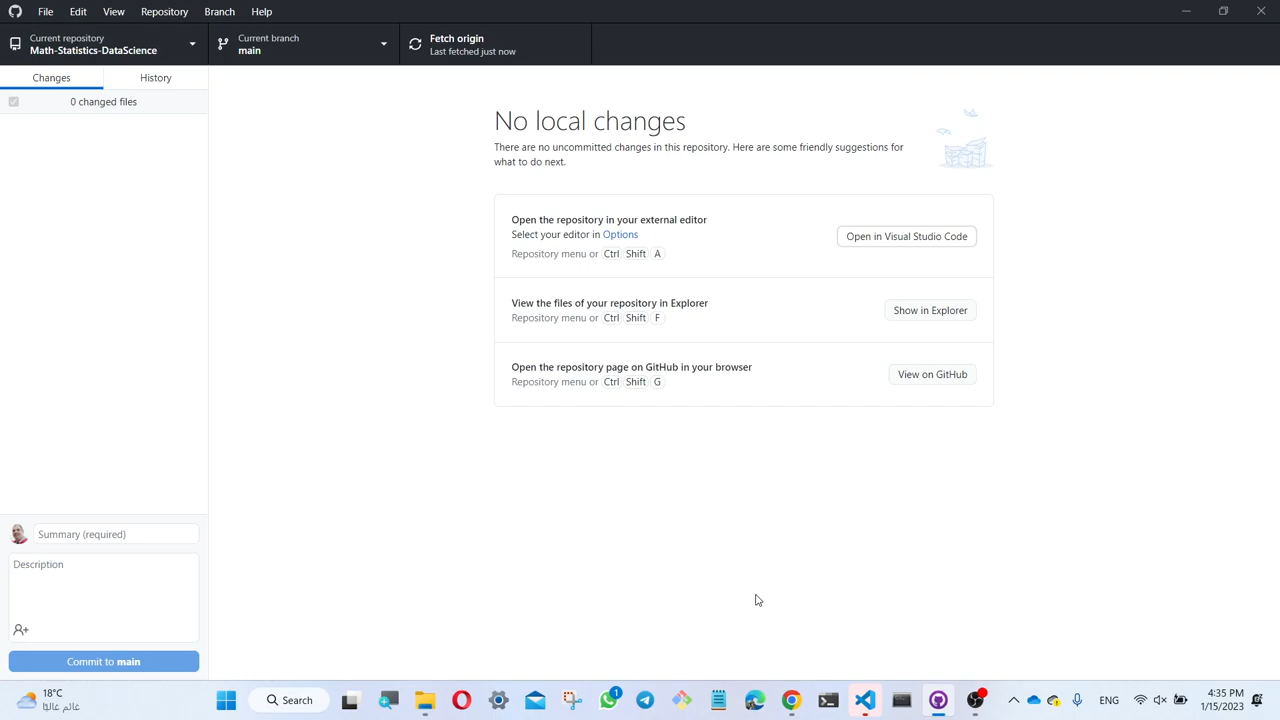 File Edit View Repository Branch Help
Current repository
Math-Statistics-DataScience
Current branch
main
Fetch origin
Last fetched just now
Changes History
0 changed files
No local changes
There are no uncommitted changes in this repository. Here are some friendly suggestions for
what to do next.
Open the repository in your external editor
Select your editor in Options
Repository menu or Ctrl Shift A
Open in Visual Studio Code
View the files of your repository in Explorer
Repository menu or Ctrl Shift F
Show in Explorer
Open the repository page on GitHub in your browser
Repository menu or Ctrl Shift G
View on GitHub
Summary (required)
Description
Commit to main
18°C
غائم غالبًا
Search
1
ENG
4:35 PM
1/15/2023